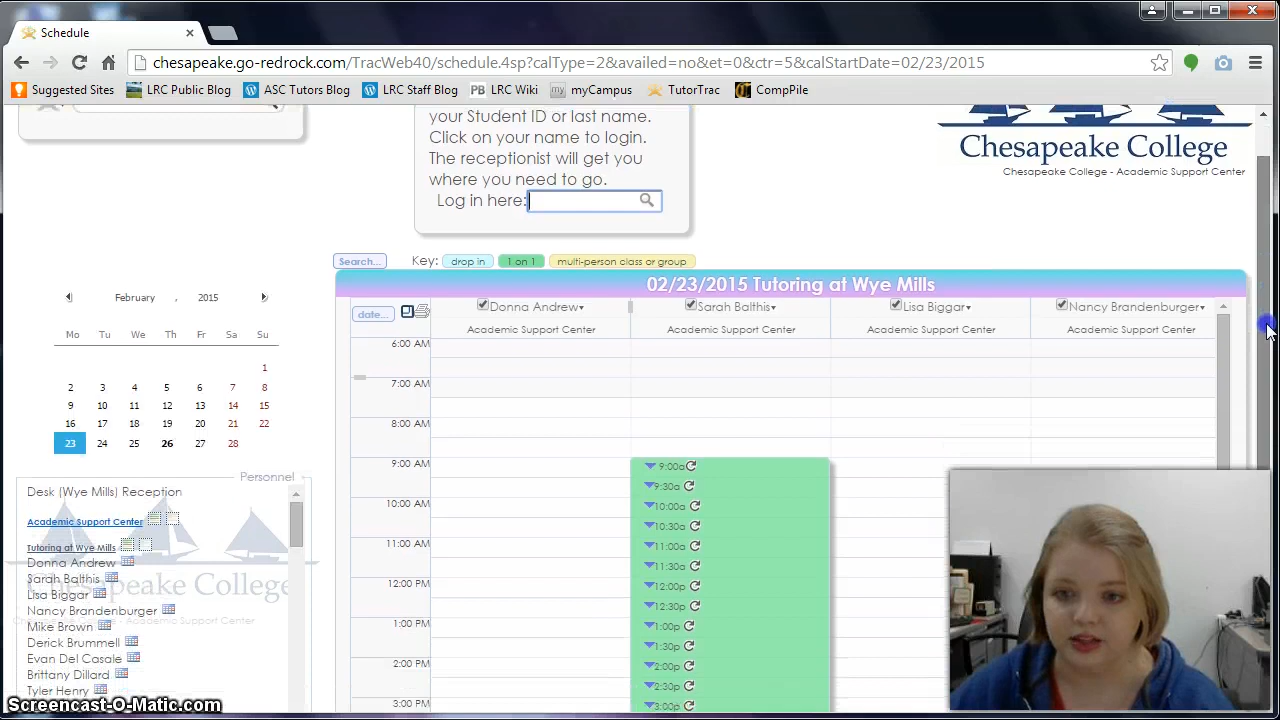 Schedule
chesapeake.go-redrock.com/TracWeb40/schedule.4sp?calType=2&availed=no&et=0&ctr=5&calStartDate=02/23/2015
Suggested Sites LRC Public Blog ASC Tutors Blog LRC Staff Blog PB LRC Wiki my myCampus TutorTrac CompPile
your Student ID or last name.
Click on your name to login.
The receptionist will get you
where you need to go.
Log in here:
Chesapeake College
Chesapeake College - Academic Support Center
Search... Key: drop in 1 on 1 multi-person class or group
02/23/2015 Tutoring at Wye Mills
February , 2015
Mo Tu We Th Fr Sa Su
1
2 3 4 5 6 7 8
9 10 11 12 13 14 15
16 17 18 19 20 21 22
23 24 25 26 27 28
date... Donna Andrew Sarah Balthis Lisa Biggar Nancy Brandenburger
Academic Support Center Academic Support Center Academic Support Center Academic Support Center
6:00 AM
7:00 AM
8:00 AM
9:00 AM 9:00a
9:30a
10:00 AM 10:00a
10:30a
11:00 AM 11:00a
11:30a
12:00 PM 12:00p
12:30p
1:00 PM 1:00p
1:30p
2:00 PM 2:00p
2:30p
3:00 PM 3:00p
Personnel
Desk (Wye Mills) Reception
Academic Support Center
Tutoring at Wye Mills
Donna Andrew
Sarah Balthis
Lisa Biggar
Nancy Brandenburger
Mike Brown
Derick Brummell
Evan Del Casale
Brittany Dillard
Tyler Henry
Chesapeake College
Chesapeake College - Academic Support Center
Screencast-O-Matic.com